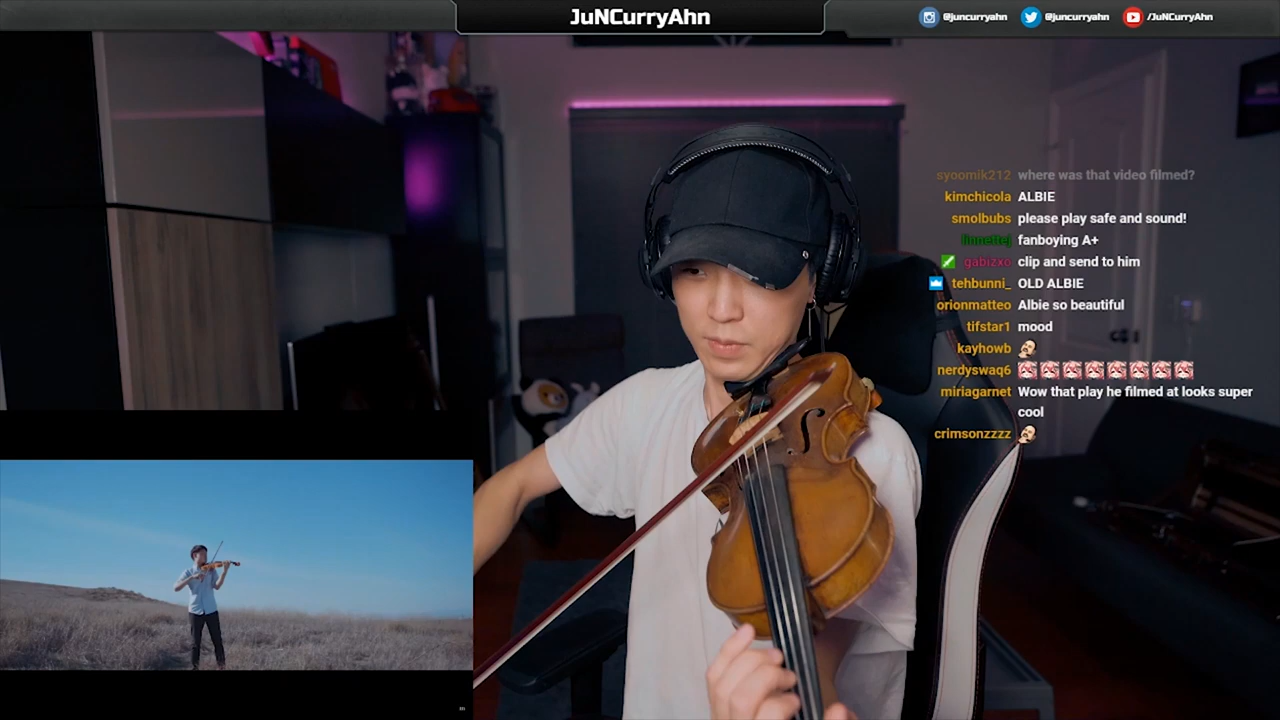 JuNCurryAhn
@juncurryahn
@juncurryahn
/JuNCurryAhn
syoomik212 where was that video filmed?
kimchicola ALBIE
smolbubs please play safe and sound!
linnettej fanboying A+
gabizxo clip and send to him
tehbunni_ OLD ALBIE
orionmatteo Albie so beautiful
tifstar1 mood
kayhowb
nerdyswaq6
miriagarnet Wow that play he filmed at looks super
cool
crimsonzzzz